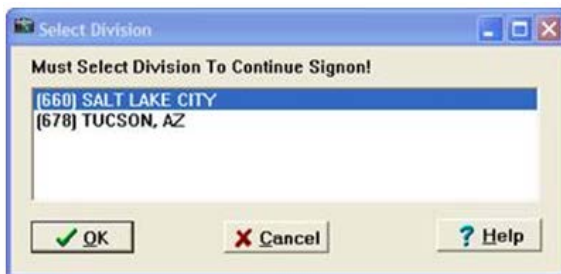 Select Division
Must Select Division To Continue Signon!
(660) SALT LAKE CITY
(678) TUCSON, AZ
OK Cancel Help